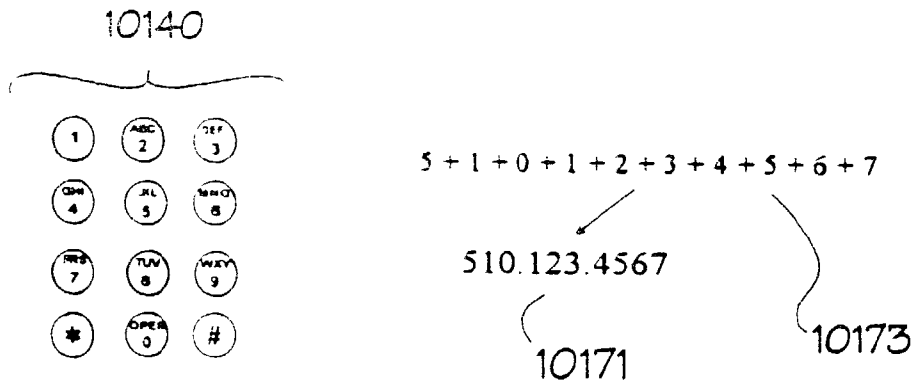 10140
1 ABC 2 DEF 3
GHI 4 JKL 5 MNO 6
PRS 7 TUV 8 WXY 9
* OPER 0 #
5 + 1 + 0 + 1 + 2 + 3 + 4 + 5 + 6 + 7
510.123.4567
10171
10173